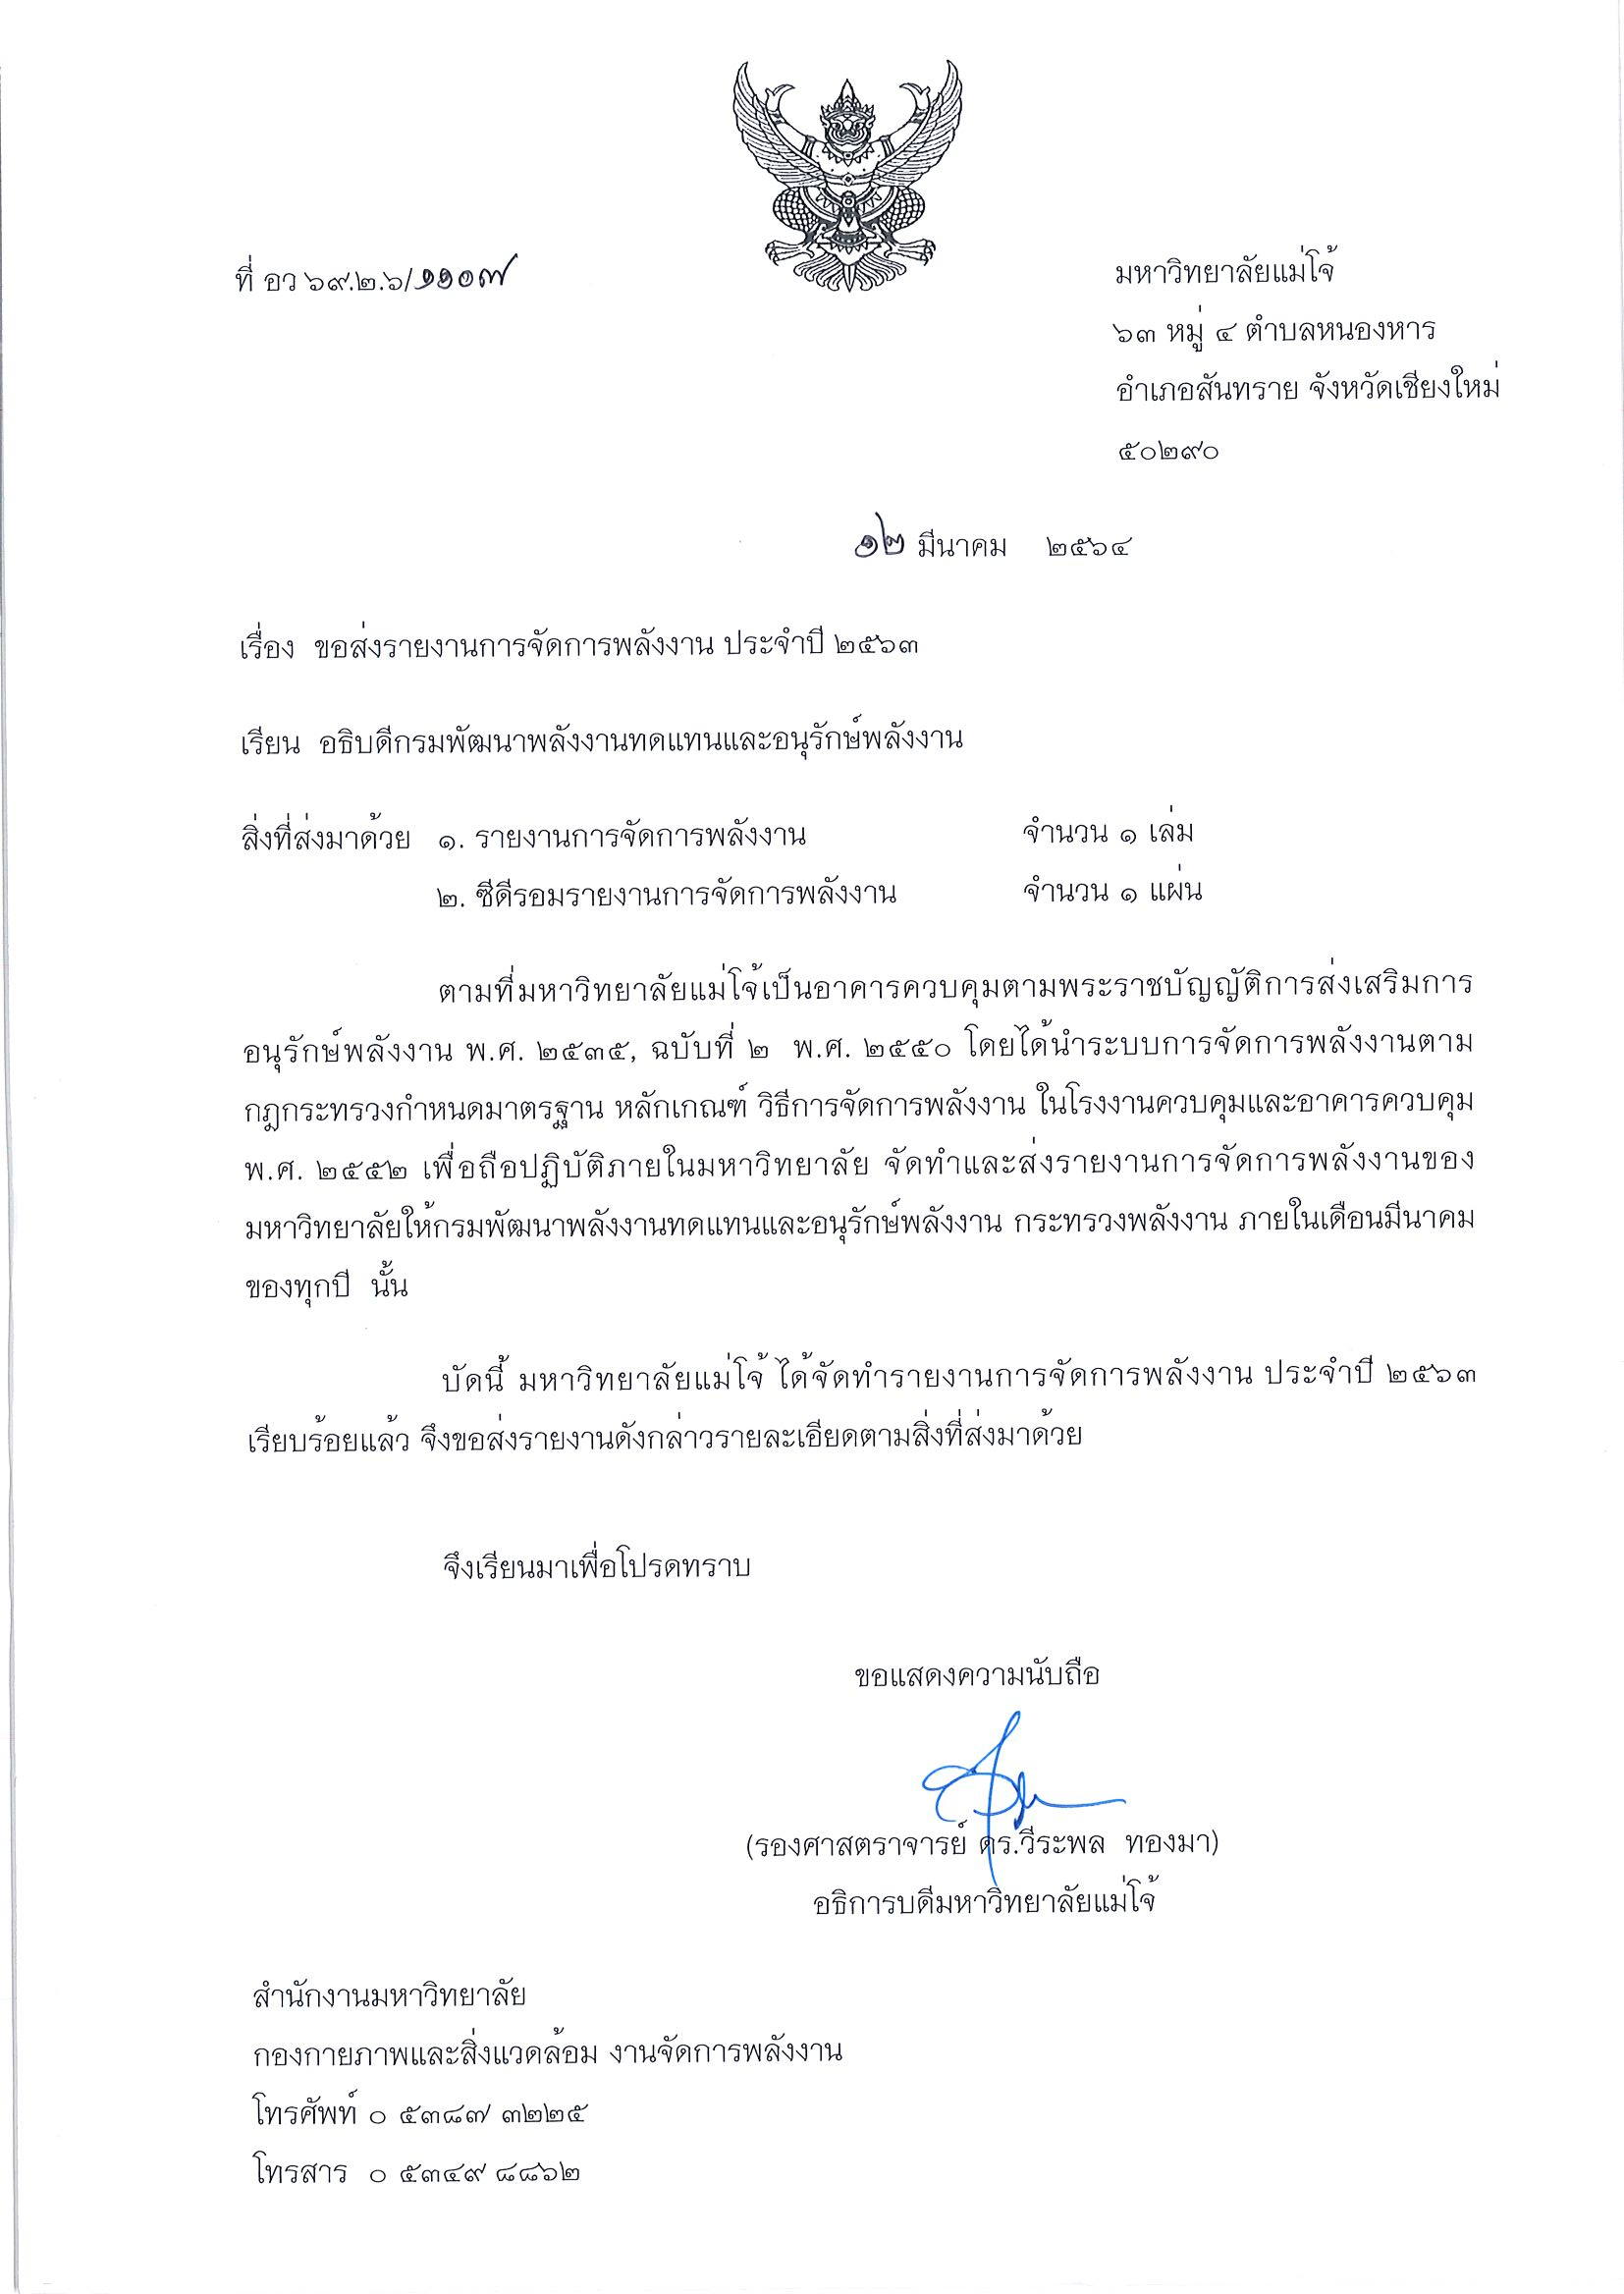 ที่ อว ๖๙.๒.๖/๑๑๐๗
มหาวิทยาลัยแม่โจ้
๖๓ หมู่ ๔ ตำบลหนองหาร
อำเภอสันทราย จังหวัดเชียงใหม่
๕๐๒๙๐
๑๒ มีนาคม ๒๕๖๔
เรื่อง ขอส่งรายงานการจัดการพลังงาน ประจำปี ๒๕๖๓
เรียน อธิบดีกรมพัฒนาพลังงานทดแทนและอนุรักษ์พลังงาน
สิ่งที่ส่งมาด้วย ๑. รายงานการจัดการพลังงาน จำนวน ๑ เล่ม
๒. ซีดีรอมรายงานการจัดการพลังงาน จำนวน ๑ แผ่น
ตามที่มหาวิทยาลัยแม่โจ้เป็นอาคารควบคุมตามพระราชบัญญัติการส่งเสริมการ
อนุรักษ์พลังงาน พ.ศ. ๒๕๓๕, ฉบับที่ ๒ พ.ศ. ๒๕๕๐ โดยได้นำระบบการจัดการพลังงานตาม
กฎกระทรวงกำหนดมาตรฐาน หลักเกณฑ์ วิธีการจัดการพลังงาน ในโรงงานควบคุมและอาคารควบคุม
พ.ศ. ๒๕๕๒ เพื่อถือปฏิบัติภายในมหาวิทยาลัย จัดทำและส่งรายงานการจัดการพลังงานของ
มหาวิทยาลัยให้กรมพัฒนาพลังงานทดแทนและอนุรักษ์พลังงาน กระทรวงพลังงาน ภายในเดือนมีนาคม
ของทุกปี นั้น
บัดนี้ มหาวิทยาลัยแม่โจ้ ได้จัดทำรายงานการจัดการพลังงาน ประจำปี ๒๕๖๓
เรียบร้อยแล้ว จึงขอส่งรายงานดังกล่าวรายละเอียดตามสิ่งที่ส่งมาด้วย
จึงเรียนมาเพื่อโปรดทราบ
ขอแสดงความนับถือ
(รองศาสตราจารย์ ดร.วีระพล ทองมา)
อธิการบดีมหาวิทยาลัยแม่โจ้
สำนักงานมหาวิทยาลัย
กองกายภาพและสิ่งแวดล้อม งานจัดการพลังงาน
โทรศัพท์ ๐ ๕๓๘๗ ๓๒๒๕
โทรสาร ๐ ๕๓๔๙ ๘๘๖๒